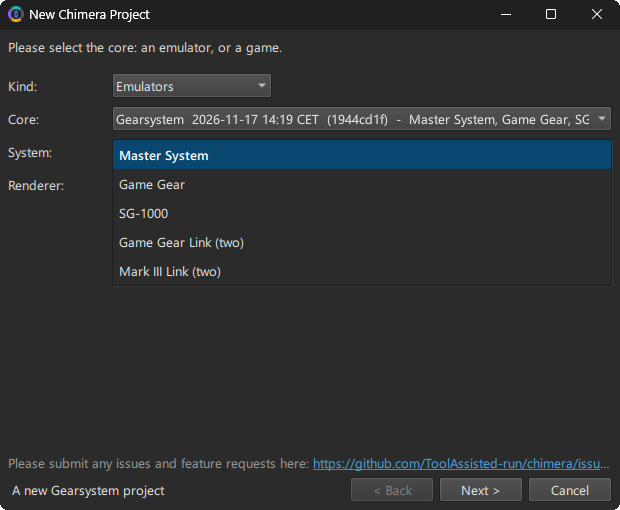 New Chimera Project
Please select the core: an emulator, or a game.
Kind: Emulators
Core: Gearsystem 2026-11-17 14:19 CET (1944cd1f) - Master System, Game Gear, SG
System: Master System
Renderer: Game Gear
SG-1000
Game Gear Link (two)
Mark III Link (two)
Please submit any issues and feature requests here: https://github.com/ToolAssisted-run/chimera/issu...
A new Gearsystem project < Back Next > Cancel